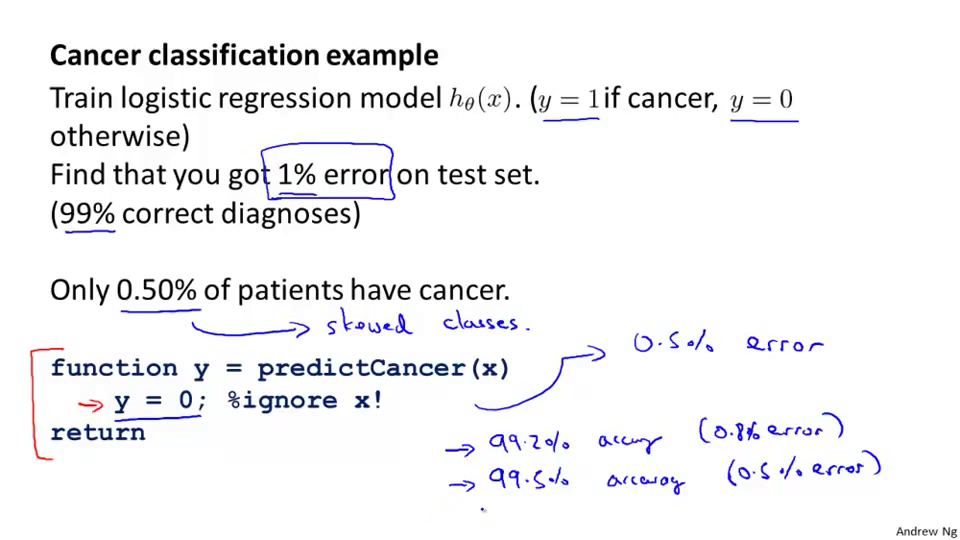 Cancer classification example
Train logistic regression model hθ(x). (y = 1 if cancer, y = 0
otherwise)
Find that you got 1% error on test set.
(99% correct diagnoses)
Only 0.50% of patients have cancer.
skewed classes.
0.5% error
function y = predictCancer(x)
y = 0; %ignore x!
return
99.2% accuracy (0.8% error)
99.5% accuracy (0.5% error)
Andrew Ng